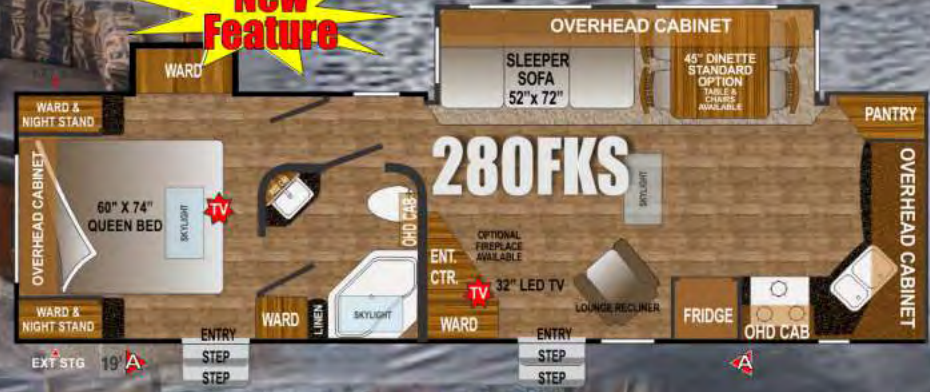 New
Feature
OVERHEAD CABINET
WARD
SLEEPER
SOFA
52"x 72"
45" DINETTE
STANDARD
OPTION
TABLE &
CHAIRS
AVAILABLE
WARD &
NIGHT STAND
PANTRY
280FKS
OVERHEAD CABINET
60" X 74"
QUEEN BED
SKYLIGHT
TV
OHD CAB
SKYLIGHT
OVERHEAD CABINET
OPTIONAL
FIREPLACE
AVAILABLE
ENT.
CTR.
TV
32" LED TV
LOUNGE RECLINER
WARD &
NIGHT STAND
WARD
LINEN
SKYLIGHT
WARD
FRIDGE
OHD CAB
ENTRY
STEP
STEP
ENTRY
STEP
STEP
EXT STG
19'
A
A